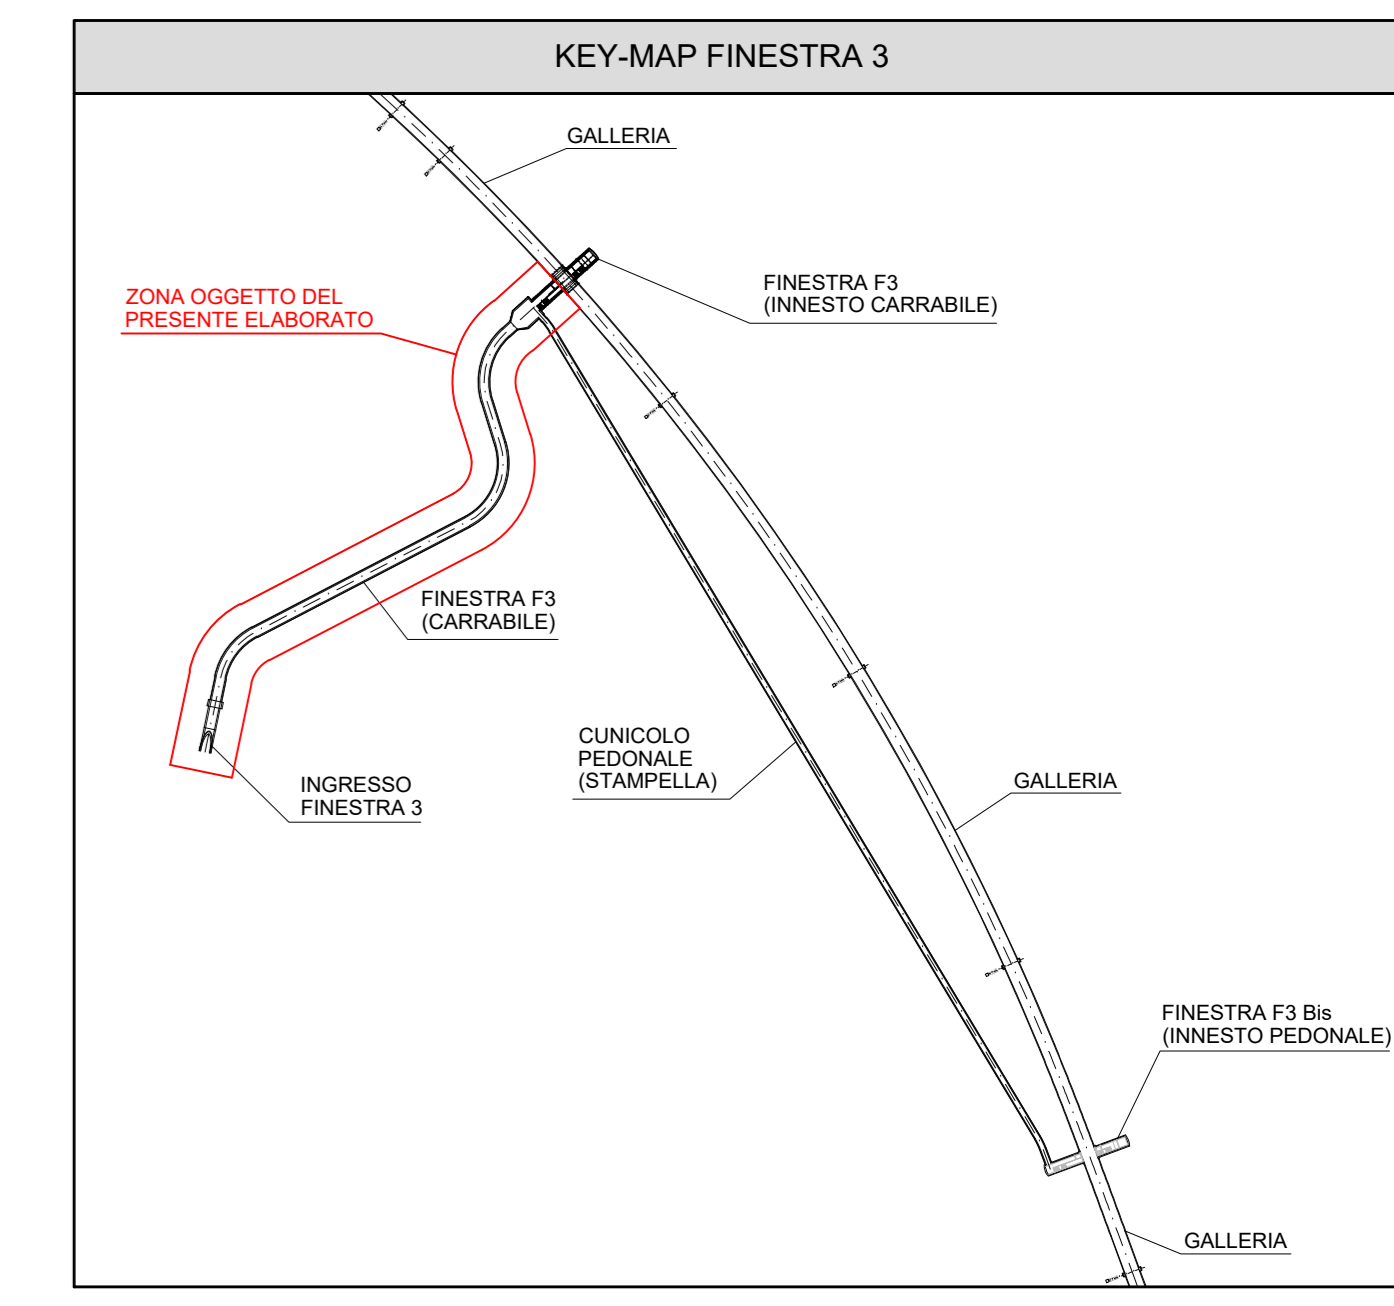 KEY-MAP FINESTRA 3
GALLERIA
FINESTRA F3
(INNESTO CARRABILE)
ZONA OGGETTO DEL
PRESENTE ELABORATO
FINESTRA F3
(CARRABILE)
CUNICOLO
PEDONALE
(STAMPELLA)
INGRESSO
FINESTRA 3
GALLERIA
FINESTRA F3 Bis
(INNESTO PEDONALE)
GALLERIA